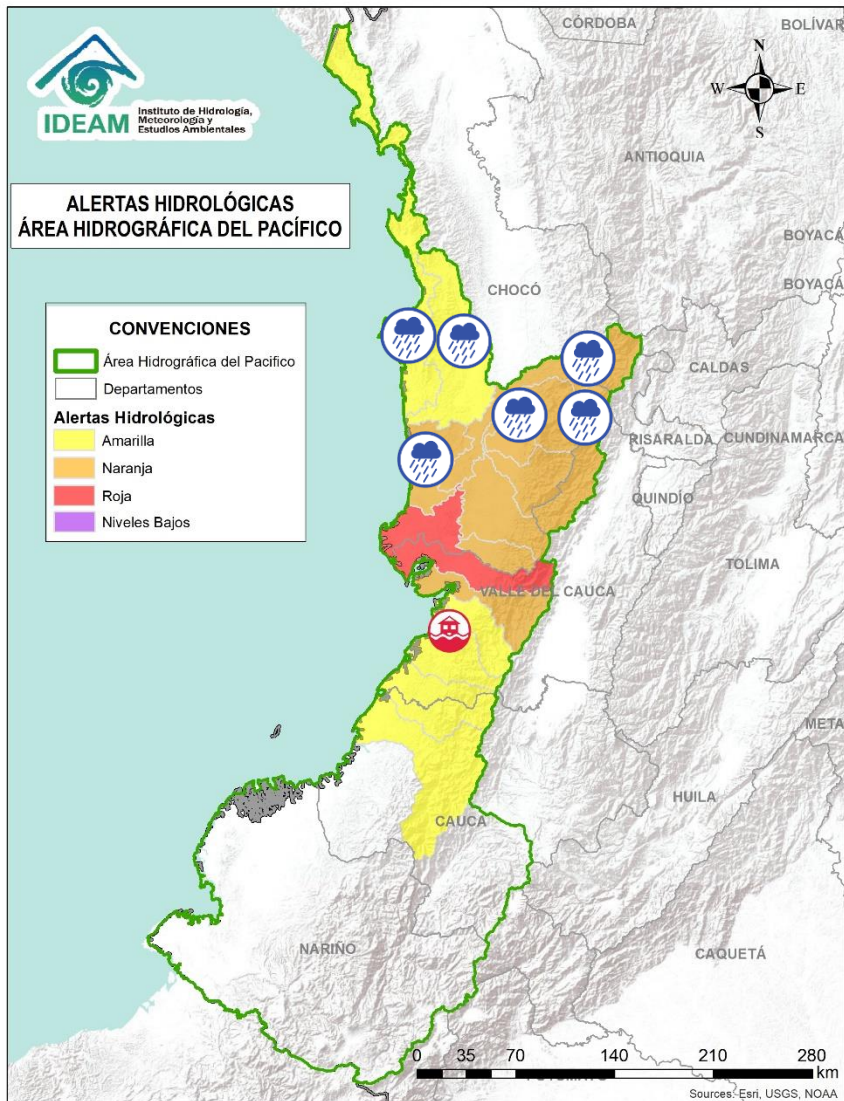 IDEAM
Instituto de Hidrología,
Meteorología y
Estudios Ambientales
ALERTAS HIDROLÓGICAS
ÁREA HIDROGRÁFICA DEL PACÍFICO
CONVENCIONES
Área Hidrográfica del Pacifico
Departamentos
Alertas Hidrológicas
Amarilla
Naranja
Roja
Niveles Bajos
N
W
E
S
CÓRDOBA
BOLÍVAR
ANTIOQUIA
BOYACÁ
BOYACÁ
CHOCÓ
CALDAS
RISARALDA
CUNDINAMARCA
QUINDÍO
TOLIMA
VALLE DEL CAUCA
META
HUILA
CAUCA
NARIÑO
CAQUETÁ
0 35 70 140 210 280
km
Sources: Esri, USGS, NOAA